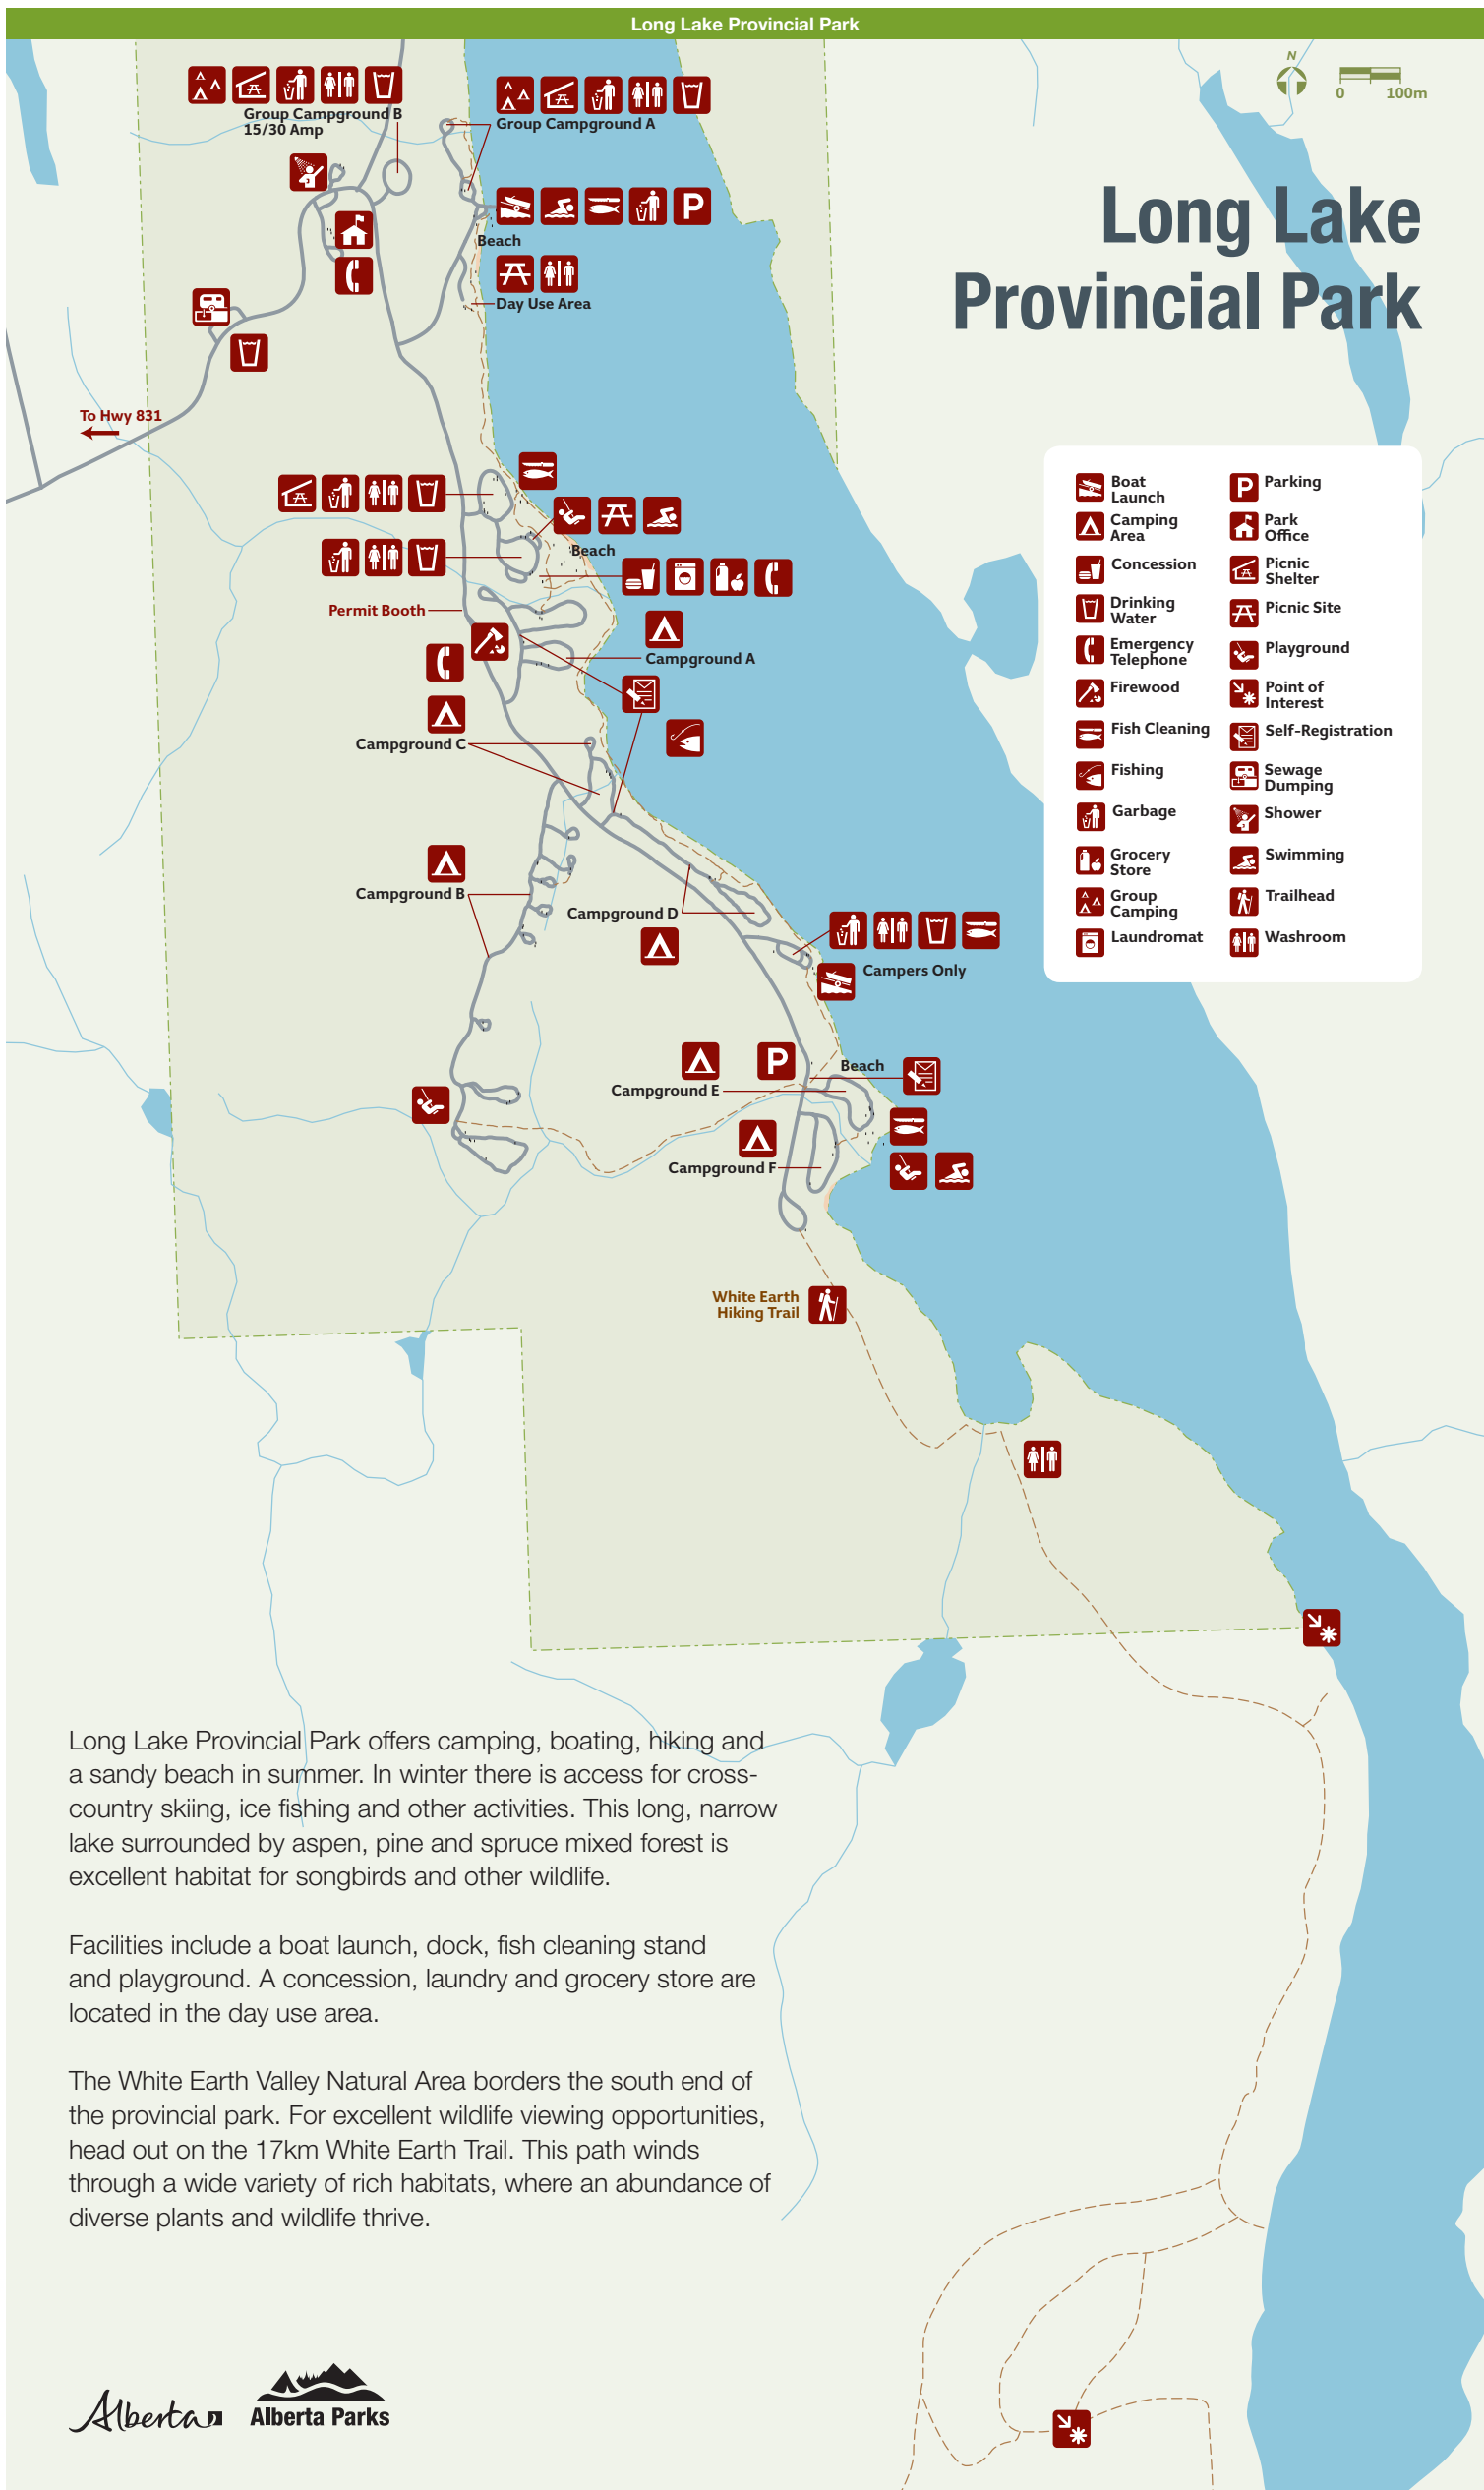 Long Lake Provincial Park
N
0 100m
Group Campground B
15/30 Amp
Group Campground A
P
Long Lake
Provincial Park
Beach
Day Use Area
To Hwy 831
Beach
Permit Booth
Campground A
Campground C
Campground B
Campground D
Campers Only
P
Beach
Campground E
Campground F
White Earth
Hiking Trail
Boat
Launch
Camping
Area
Concession
Drinking
Water
Emergency
Telephone
Firewood
Fish Cleaning
Fishing
Garbage
Grocery
Store
Group
Camping
Laundromat
P
Parking
Park
Office
Picnic
Shelter
Picnic Site
Playground
Point of
Interest
Self-Registration
Sewage
Dumping
Shower
Swimming
Trailhead
Washroom
Long Lake Provincial Park offers camping, boating, hiking and
a sandy beach in summer. In winter there is access for cross-
country skiing, ice fishing and other activities. This long, narrow
lake surrounded by aspen, pine and spruce mixed forest is
excellent habitat for songbirds and other wildlife.
Facilities include a boat launch, dock, fish cleaning stand
and playground. A concession, laundry and grocery store are
located in the day use area.
The White Earth Valley Natural Area borders the south end of
the provincial park. For excellent wildlife viewing opportunities,
head out on the 17km White Earth Trail. This path winds
through a wide variety of rich habitats, where an abundance of
diverse plants and wildlife thrive.
Alberta
Alberta Parks